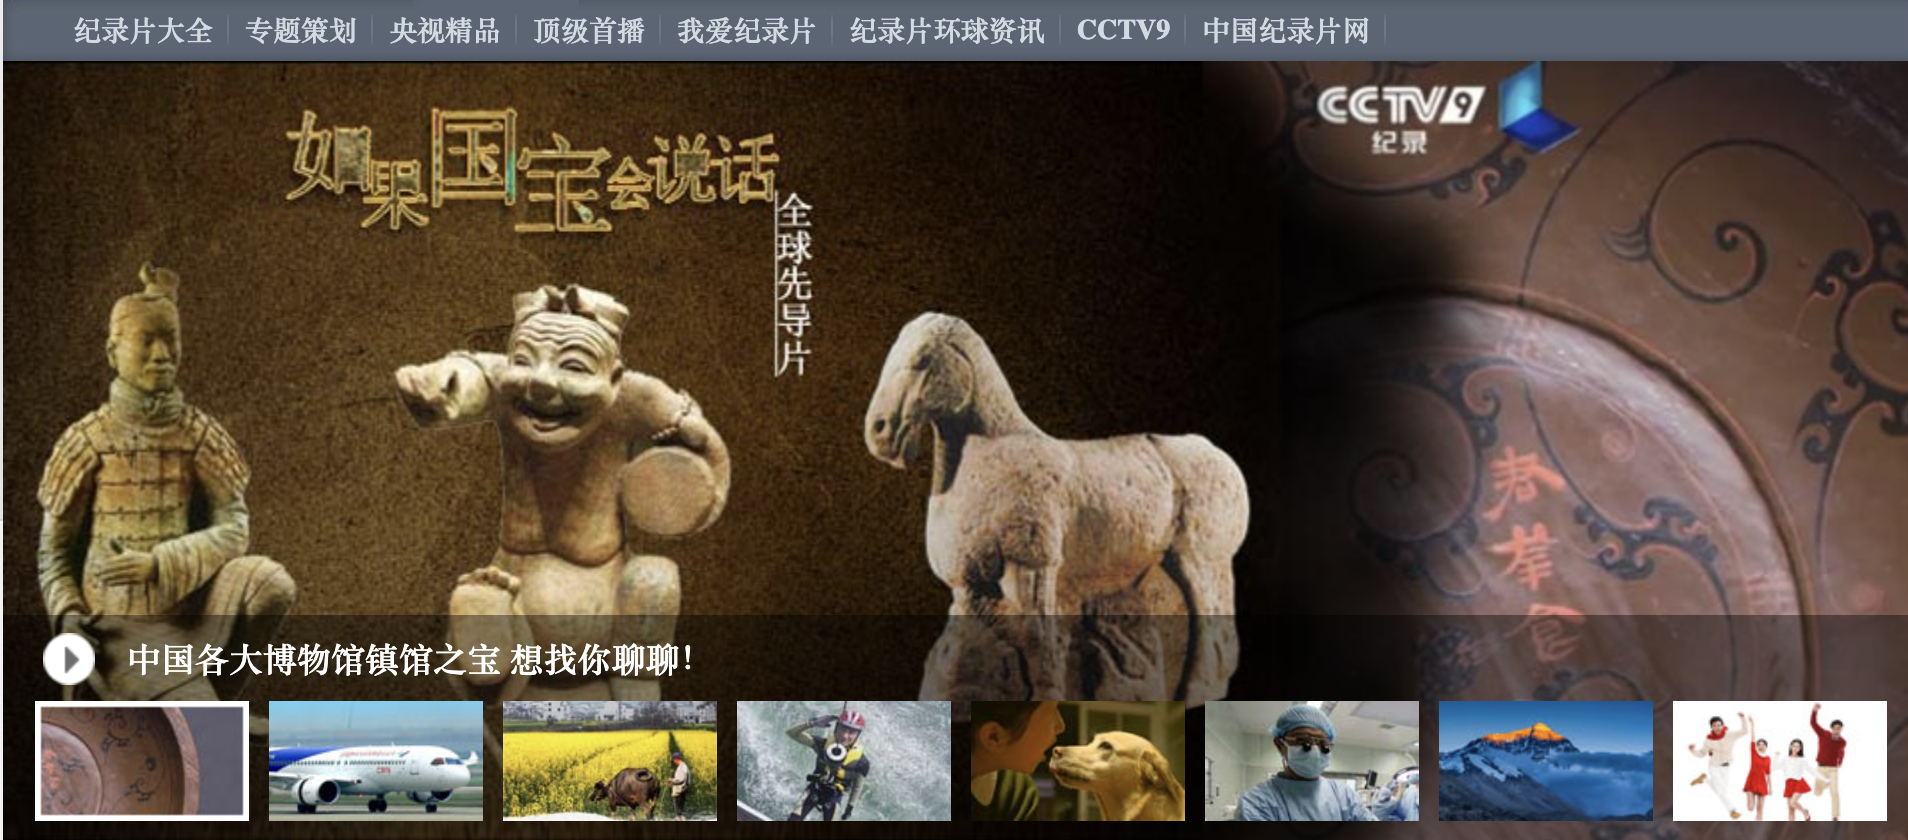 纪录片大全 专题策划 央视精品 顶级首播 我爱纪录片 纪录片环球资讯 CCTV9 中国纪录片网
如果国宝会说话
全球先导片
CCTV9
纪录
君幸食
中国各大博物馆镇馆之宝 想找你聊聊！